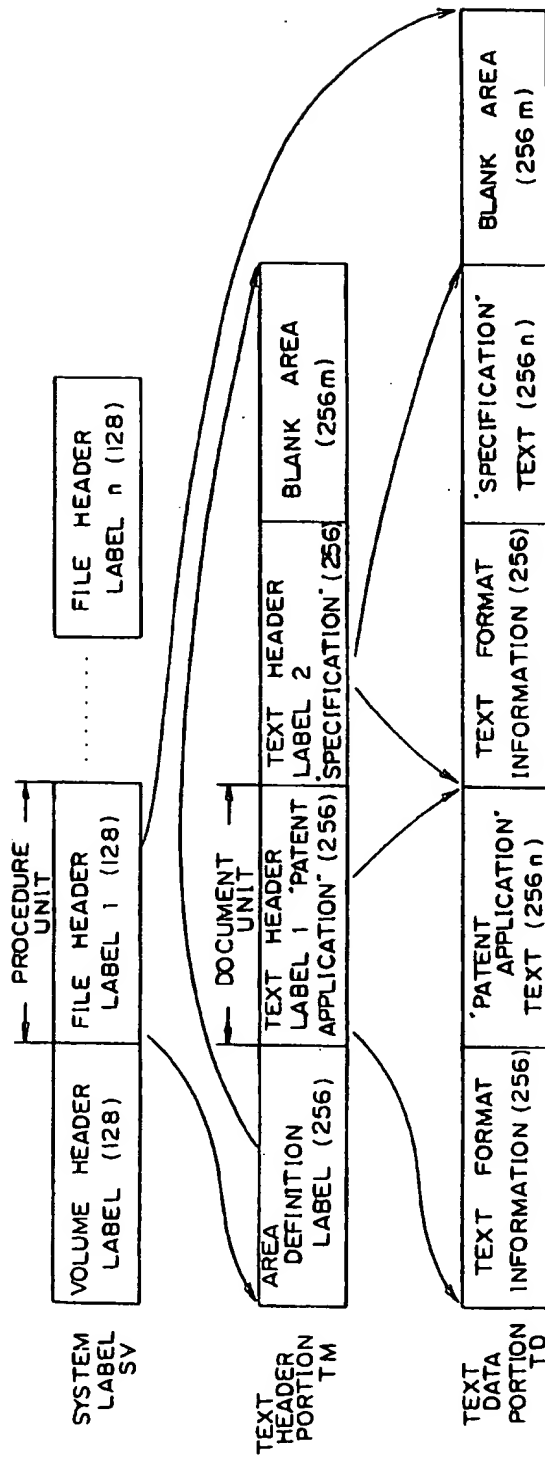 PROCEDURE
UNIT
SYSTEM
LABEL
SV
VOLUME HEADER
LABEL (128)
FILE HEADER
LABEL 1 (128)
........
FILE HEADER
LABEL n (128)
DOCUMENT
UNIT
TEXT
HEADER
PORTION
TM
AREA
DEFINITION
LABEL (256)
TEXT HEADER
LABEL 1 "PATENT
APPLICATION" (256)
TEXT HEADER
LABEL 2
"SPECIFICATION" (256)
BLANK AREA
(256m)
TEXT
DATA
PORTION
TD
TEXT FORMAT
INFORMATION (256)
"PATENT
APPLICATION"
TEXT (256n)
TEXT FORMAT
INFORMATION (256)
"SPECIFICATION"
TEXT (256n)
BLANK AREA
(256m)